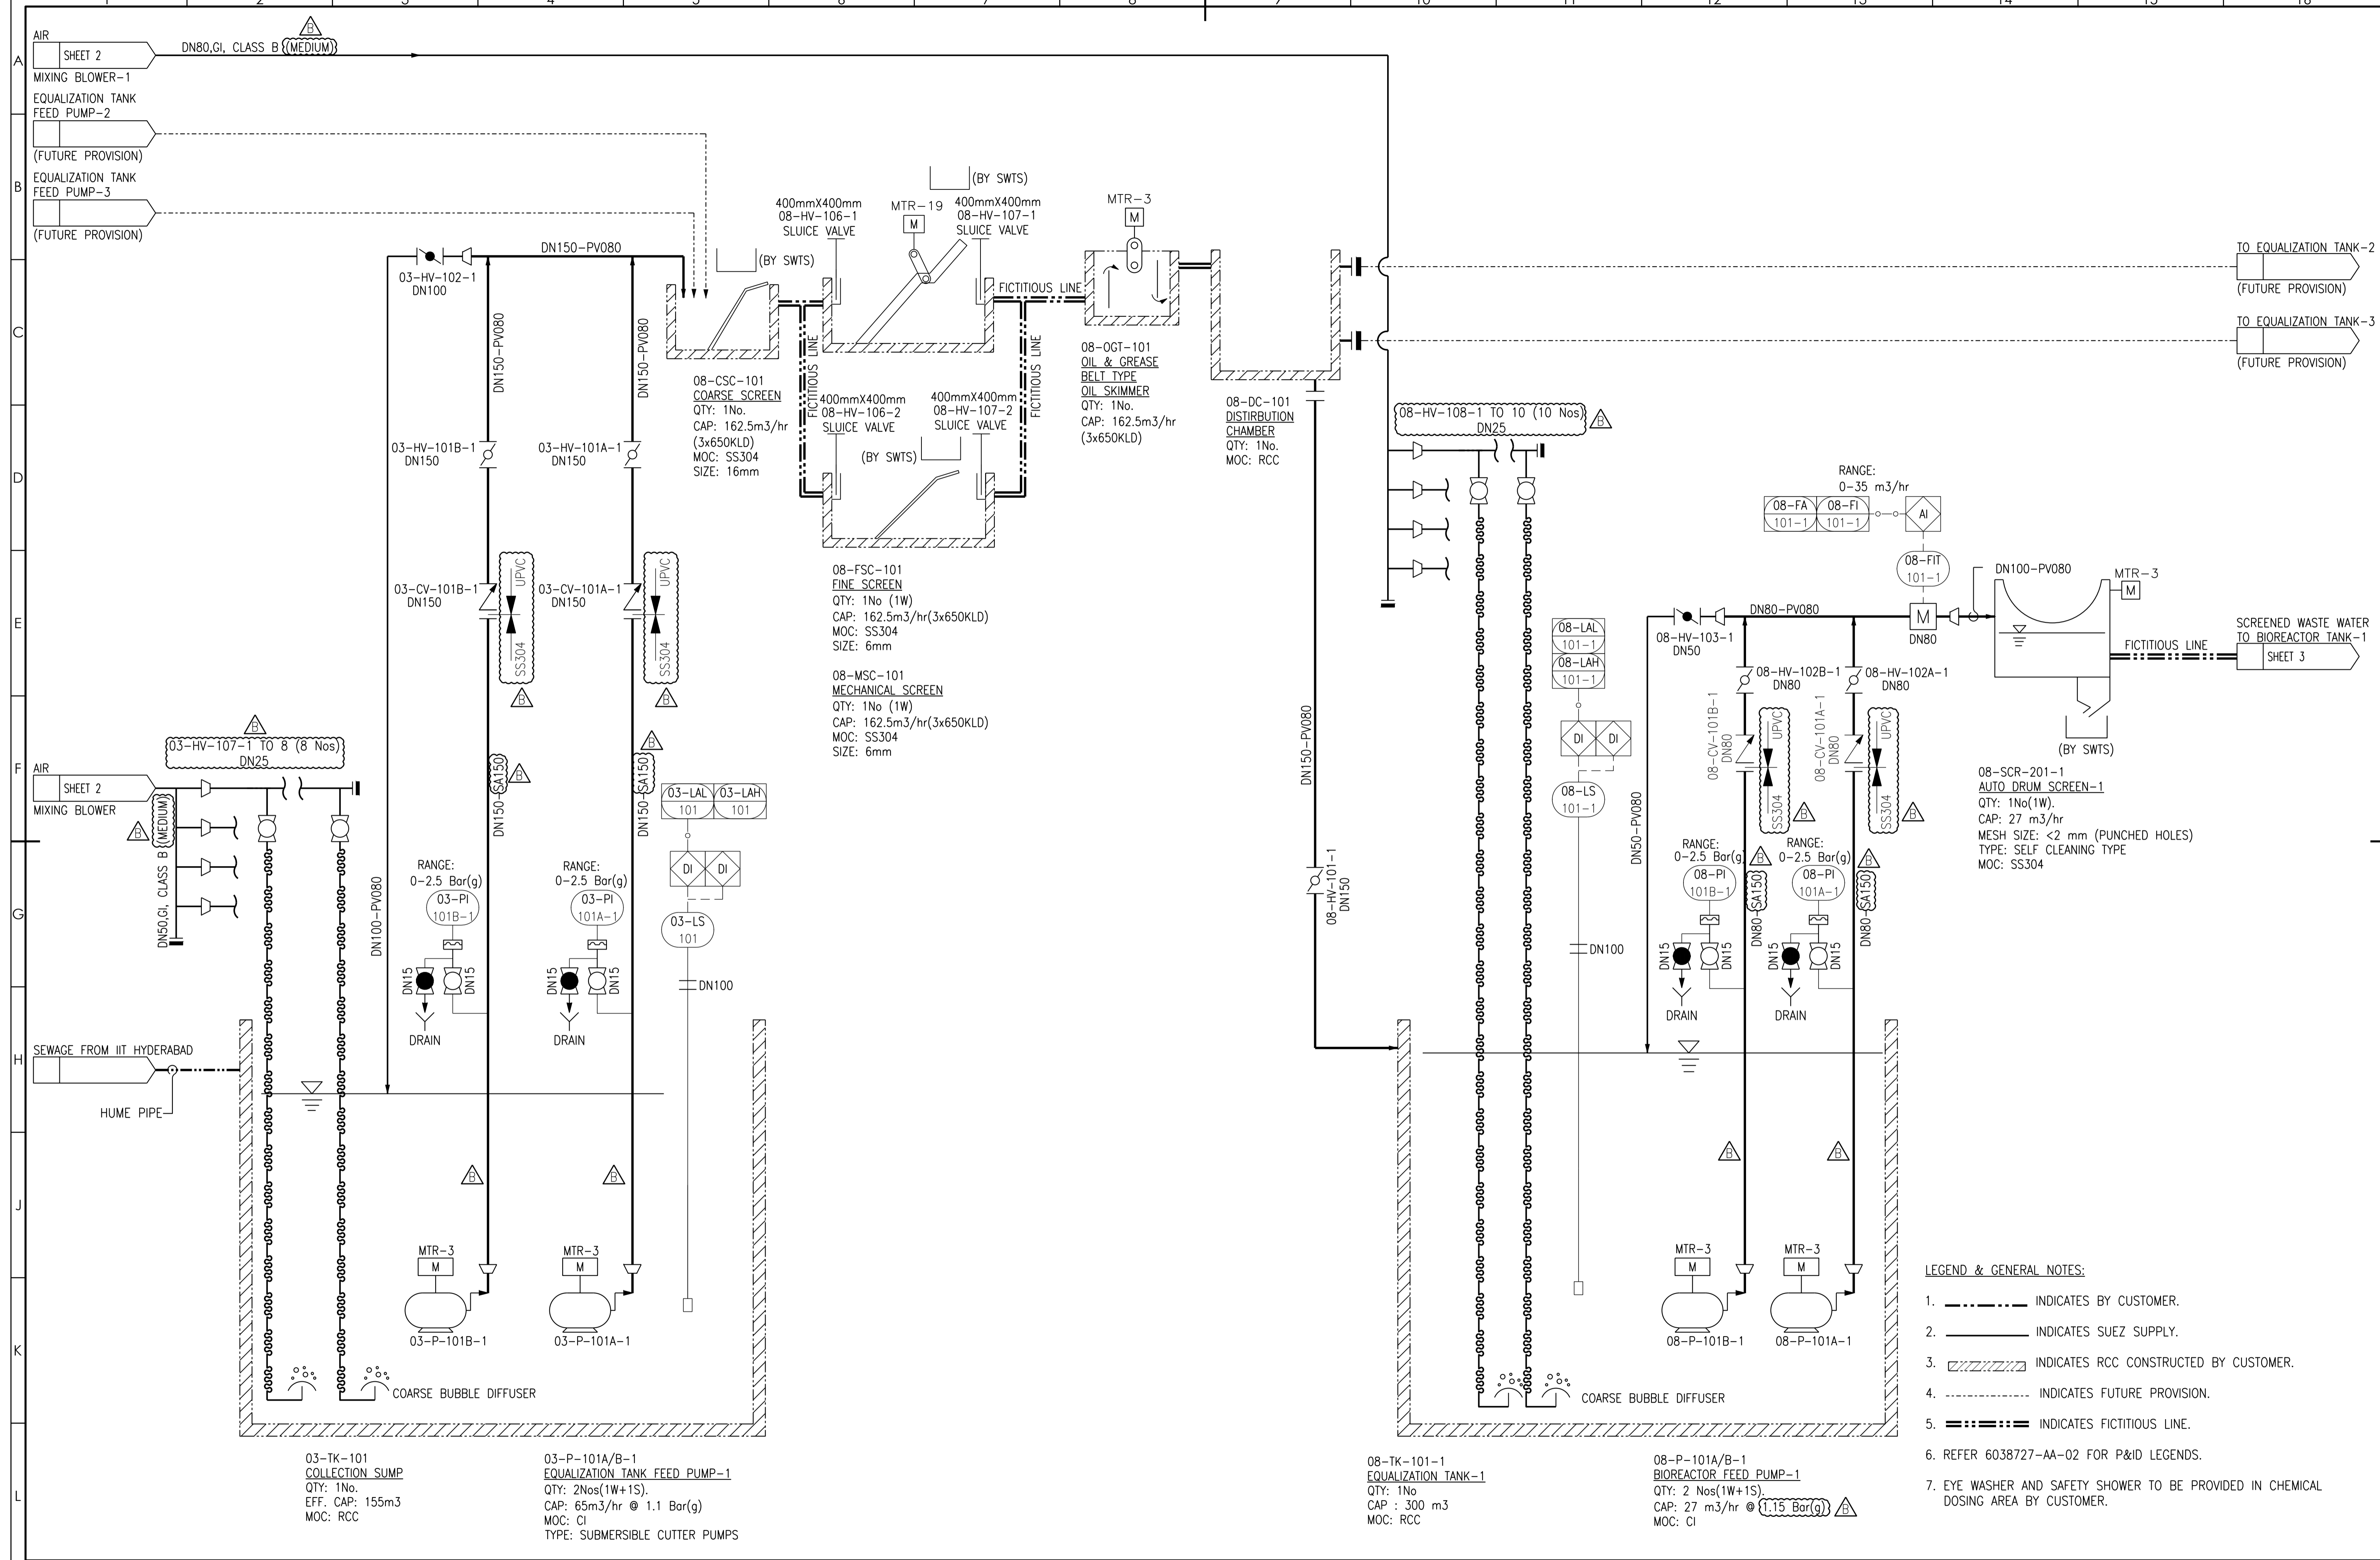 1 2 3 4 5 6 7 8 9 10 11 12 13 14 15 16
A
B
C
D
E
F
G
H
J
K
L
AIR
SHEET 2
MIXING BLOWER-1
DN80,GI, CLASS B (MEDIUM)
B
EQUALIZATION TANK
FEED PUMP-2
(FUTURE PROVISION)
EQUALIZATION TANK
FEED PUMP-3
(FUTURE PROVISION)
03-HV-102-1
DN100
DN150-PV080
DN150-PV080
DN150-PV080
03-HV-101B-1
DN150
03-HV-101A-1
DN150
03-CV-101B-1
DN150
03-CV-101A-1
DN150
UPVC
SS304
B
UPVC
SS304
B
(BY SWTS)
08-CSC-101
COARSE SCREEN
QTY: 1No.
CAP: 162.5m3/hr
(3x650KLD)
MOC: SS304
SIZE: 16mm
400mmX400mm
08-HV-106-1
SLUICE VALVE
MTR-19
M
(BY SWTS)
400mmX400mm
08-HV-107-1
SLUICE VALVE
FICTITIOUS LINE
FICTITIOUS LINE
FICTITIOUS LINE
400mmX400mm
08-HV-106-2
SLUICE VALVE
400mmX400mm
08-HV-107-2
SLUICE VALVE
(BY SWTS)
08-FSC-101
FINE SCREEN
QTY: 1No (1W)
CAP: 162.5m3/hr(3x650KLD)
MOC: SS304
SIZE: 6mm
08-MSC-101
MECHANICAL SCREEN
QTY: 1No (1W)
CAP: 162.5m3/hr(3x650KLD)
MOC: SS304
SIZE: 6mm
MTR-3
M
08-OGT-101
OIL & GREASE
BELT TYPE
OIL SKIMMER
QTY: 1No.
CAP: 162.5m3/hr
(3x650KLD)
08-DC-101
DISTIRBUTION
CHAMBER
QTY: 1No.
MOC: RCC
TO EQUALIZATION TANK-2
(FUTURE PROVISION)
TO EQUALIZATION TANK-3
(FUTURE PROVISION)
08-HV-108-1 TO 10 (10 Nos)
DN25
B
RANGE:
0-35 m3/hr
08-FA
101-1
08-FI
101-1
AI
08-FIT
101-1
M
DN80
DN100-PV080
MTR-3
M
DN80-PV080
08-HV-103-1
DN50
FICTITIOUS LINE
SCREENED WASTE WATER
TO BIOREACTOR TANK-1
SHEET 3
(BY SWTS)
08-SCR-201-1
AUTO DRUM SCREEN-1
QTY: 1No(1W).
CAP: 27 m3/hr
MESH SIZE: <2 mm (PUNCHED HOLES)
TYPE: SELF CLEANING TYPE
MOC: SS304
08-LAL
101-1
08-LAH
101-1
DI
DI
08-LS
101-1
DN100
08-HV-102B-1
DN80
08-HV-102A-1
DN80
08-CV-101B-1
DN80
08-CV-101A-1
DN80
UPVC
SS304
B
UPVC
SS304
B
DN50-PV080
RANGE:
0-2.5 Bar(g)
08-PI
101B-1
B
DN80-SA150
RANGE:
0-2.5 Bar(g)
08-PI
101A-1
B
DN80-SA150
DN15
DN15
DRAIN
DN15
DN15
DRAIN
DN150-PV080
08-HV-101-1
DN150
B
03-HV-107-1 TO 8 (8 Nos)
DN25
AIR
SHEET 2
MIXING BLOWER
B
DN50,GI, CLASS B (MEDIUM)
DN100-PV080
B
DN150-SA150
B
DN150-SA150
03-LAL
101
03-LAH
101
DI
DI
03-LS
101
DN100
RANGE:
0-2.5 Bar(g)
03-PI
101B-1
RANGE:
0-2.5 Bar(g)
03-PI
101A-1
DN15
DN15
DRAIN
DN15
DN15
DRAIN
SEWAGE FROM IIT HYDERABAD
HUME PIPE
B
B
MTR-3
M
03-P-101B-1
MTR-3
M
03-P-101A-1
COARSE BUBBLE DIFFUSER
B
B
MTR-3
M
08-P-101B-1
MTR-3
M
08-P-101A-1
COARSE BUBBLE DIFFUSER
03-TK-101
COLLECTION SUMP
QTY: 1No.
EFF. CAP: 155m3
MOC: RCC
03-P-101A/B-1
EQUALIZATION TANK FEED PUMP-1
QTY: 2Nos(1W+1S).
CAP: 65m3/hr @ 1.1 Bar(g)
MOC: CI
TYPE: SUBMERSIBLE CUTTER PUMPS
08-TK-101-1
EQUALIZATION TANK-1
QTY: 1No
CAP : 300 m3
MOC: RCC
08-P-101A/B-1
BIOREACTOR FEED PUMP-1
QTY: 2 Nos(1W+1S).
CAP: 27 m3/hr @ 1.15 Bar(g) B
MOC: CI
LEGEND & GENERAL NOTES:
1. INDICATES BY CUSTOMER.
2. INDICATES SUEZ SUPPLY.
3. INDICATES RCC CONSTRUCTED BY CUSTOMER.
4. INDICATES FUTURE PROVISION.
5. INDICATES FICTITIOUS LINE.
6. REFER 6038727-AA-02 FOR P&ID LEGENDS.
7. EYE WASHER AND SAFETY SHOWER TO BE PROVIDED IN CHEMICAL
DOSING AREA BY CUSTOMER.